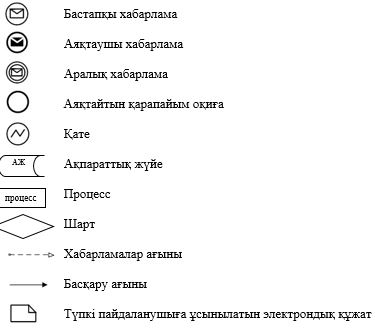 Бастапқы хабарлама
Аяқтаушы хабарлама
Аралық хабарлама
Аяқтайтын қарапайым оқиға
Қате
АЖ Ақпараттық жүйе
процесс Процесс
Шарт
Хабарламалар ағыны
Басқару ағыны
Түпкі пайдаланушыға ұсынылатын электрондық құжат